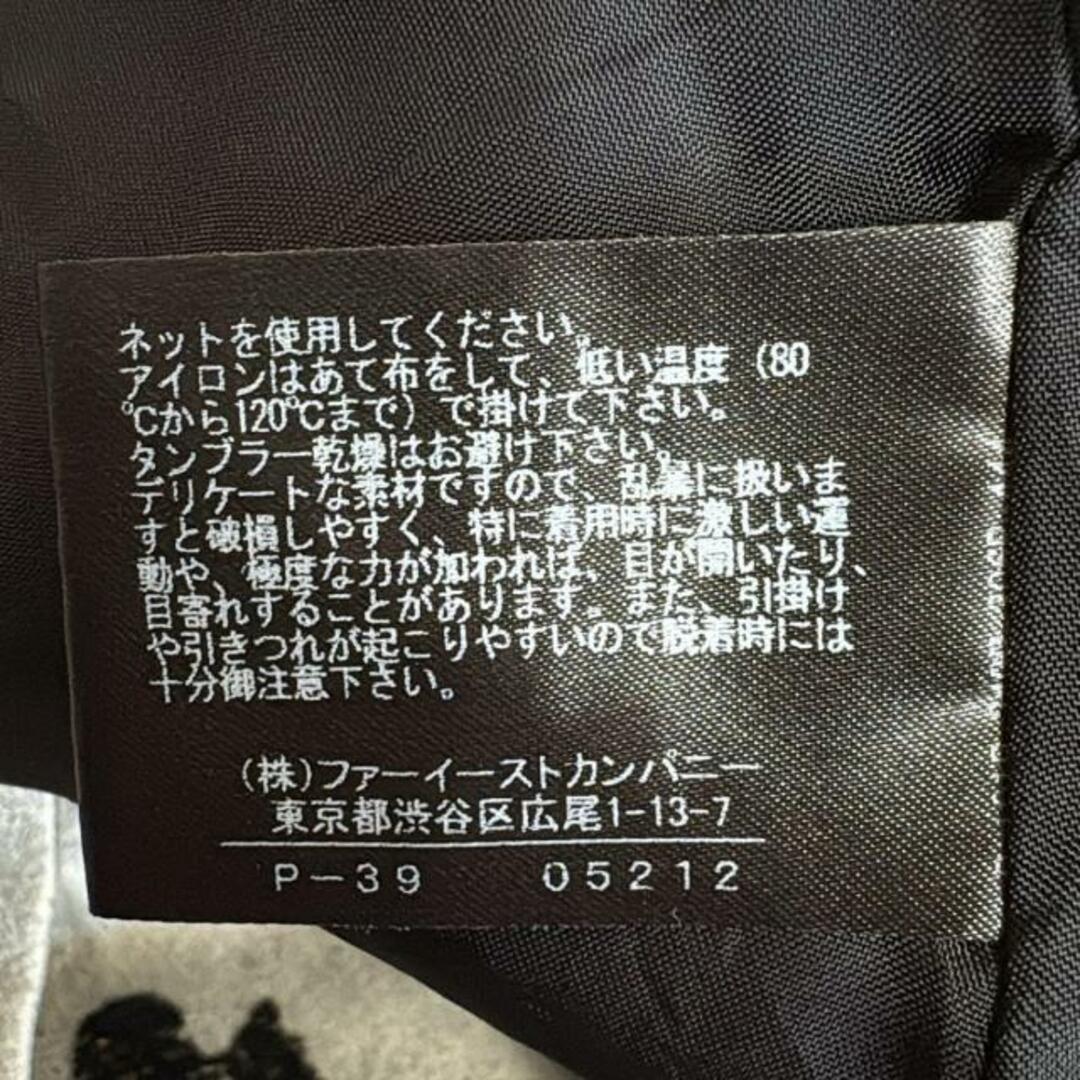 ネットを使用してください。
アイロンはあて布をして、低い温度（80
℃から120℃まで）で掛けて下さい。
タンブラー乾燥はお避け下さい。
デリケートな素材ですので、乱暴に扱いま
すと破損しやすく、特に着用時に激しい運
動や、極度な力が加われば、目が開いたり、
目寄れすることがあります。また、引掛け
や引きつれが起こりやすいので脱着時には
十分御注意下さい。
(株)ファーイーストカンパニー
東京都渋谷区広尾1-13-7
P-39 05212